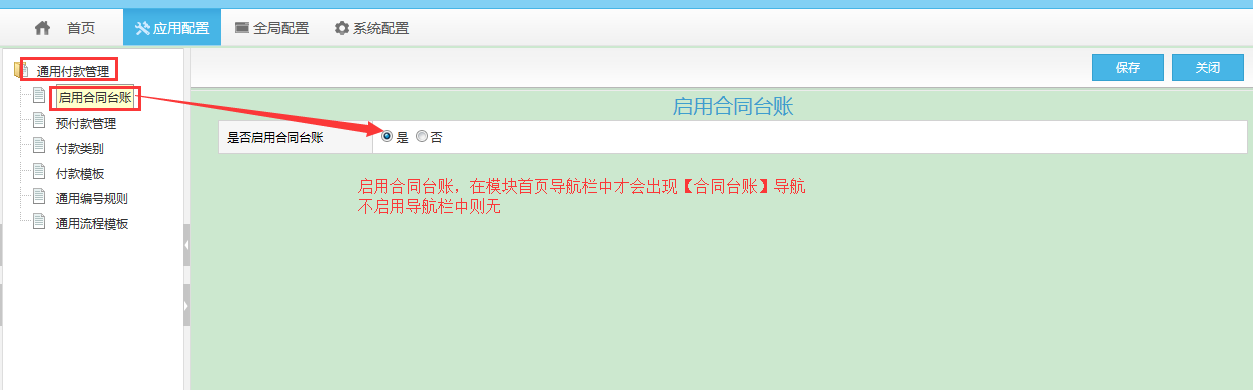 首页 应用配置 全局配置 系统配置
通用付款管理
启用合同台账
预付款管理
付款类别
付款模板
通用编号规则
通用流程模板
保存 关闭
启用合同台账
是否启用合同台账 是 否
启用合同台账，在模块首页导航栏中才会出现【合同台账】导航
不启用导航栏中则无